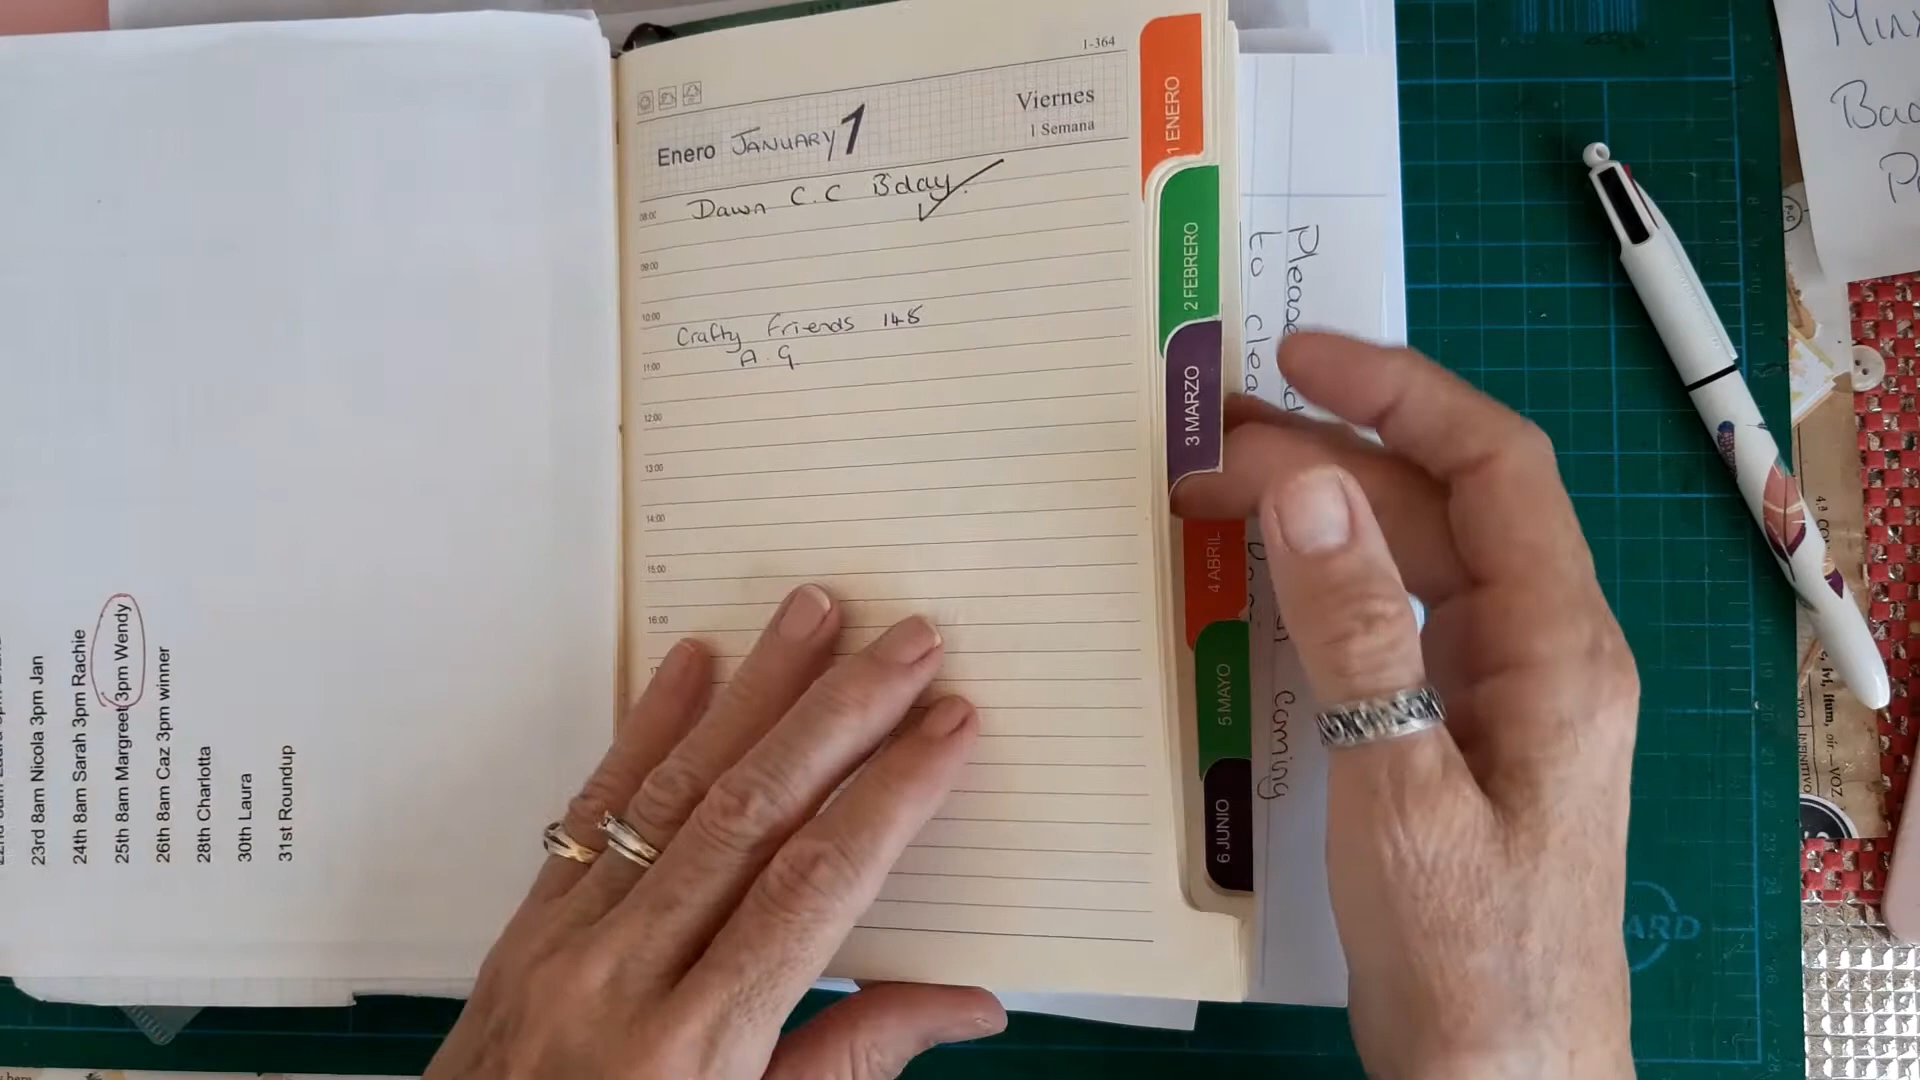 23rd 8am Nicola 3pm Jan
24th 8am Sarah 3pm Rachie
25th 8am Margreet 3pm Wendy
26th 8am Caz 3pm winner
28th Charlotta
30th Laura
31st Roundup
1-364
Viernes
1 Semana
Enero JANUARY 1
Dawn C.C Bday.
08:00
09:00
10:00
Crafty Friends 148
A.G
11:00
12:00
13:00
14:00
15:00
16:00
1 ENERO
2 FEBRERO
3 MARZO
4 ABRIL
5 MAYO
6 JUNIO
Please
to clea
coming
ARD